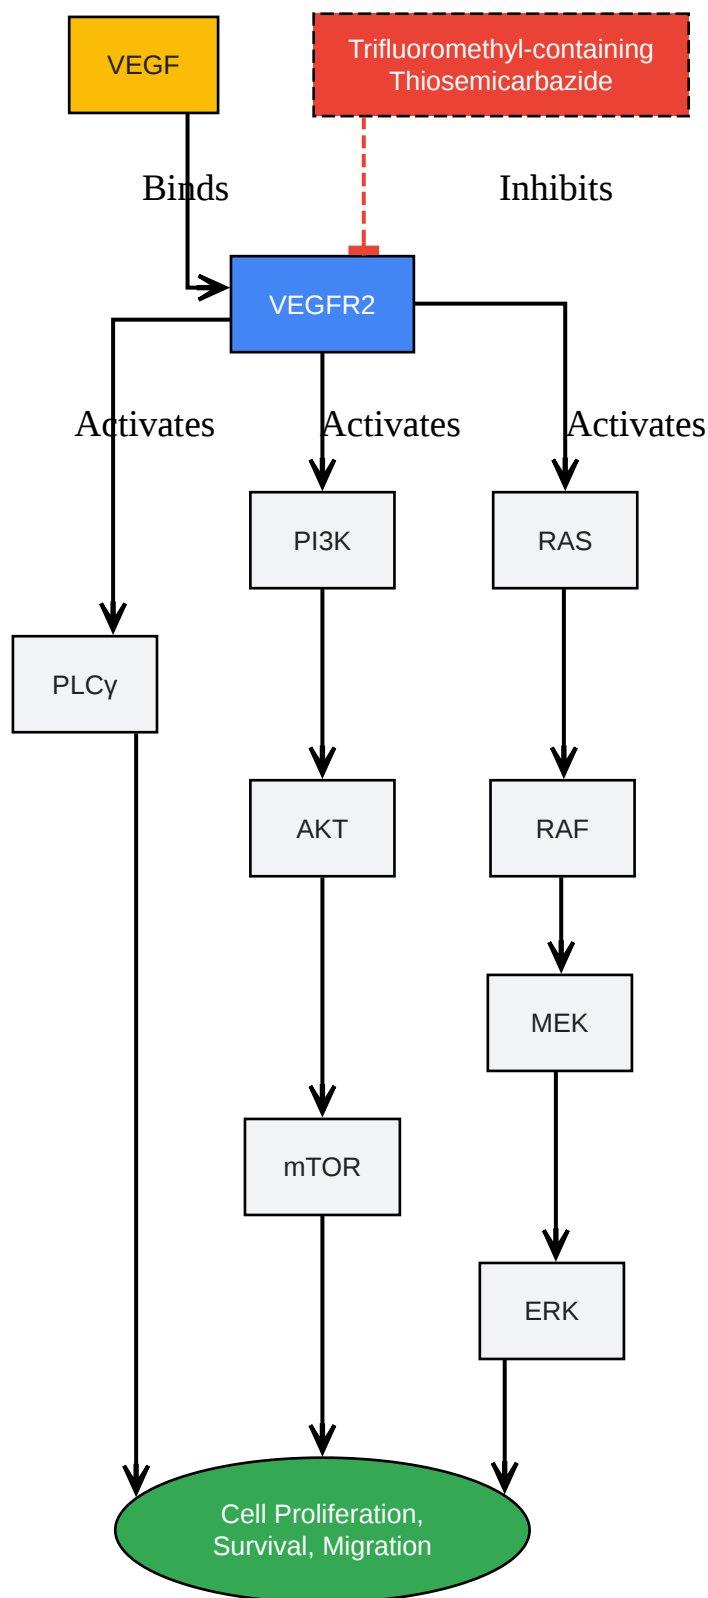 VEGF
Trifluoromethyl-containing
Thiosemicarbazide
Binds
Inhibits
VEGFR2
Activates
Activates
Activates
PI3K
RAS
PLCγ
AKT
RAF
MEK
mTOR
ERK
Cell Proliferation,
Survival, Migration